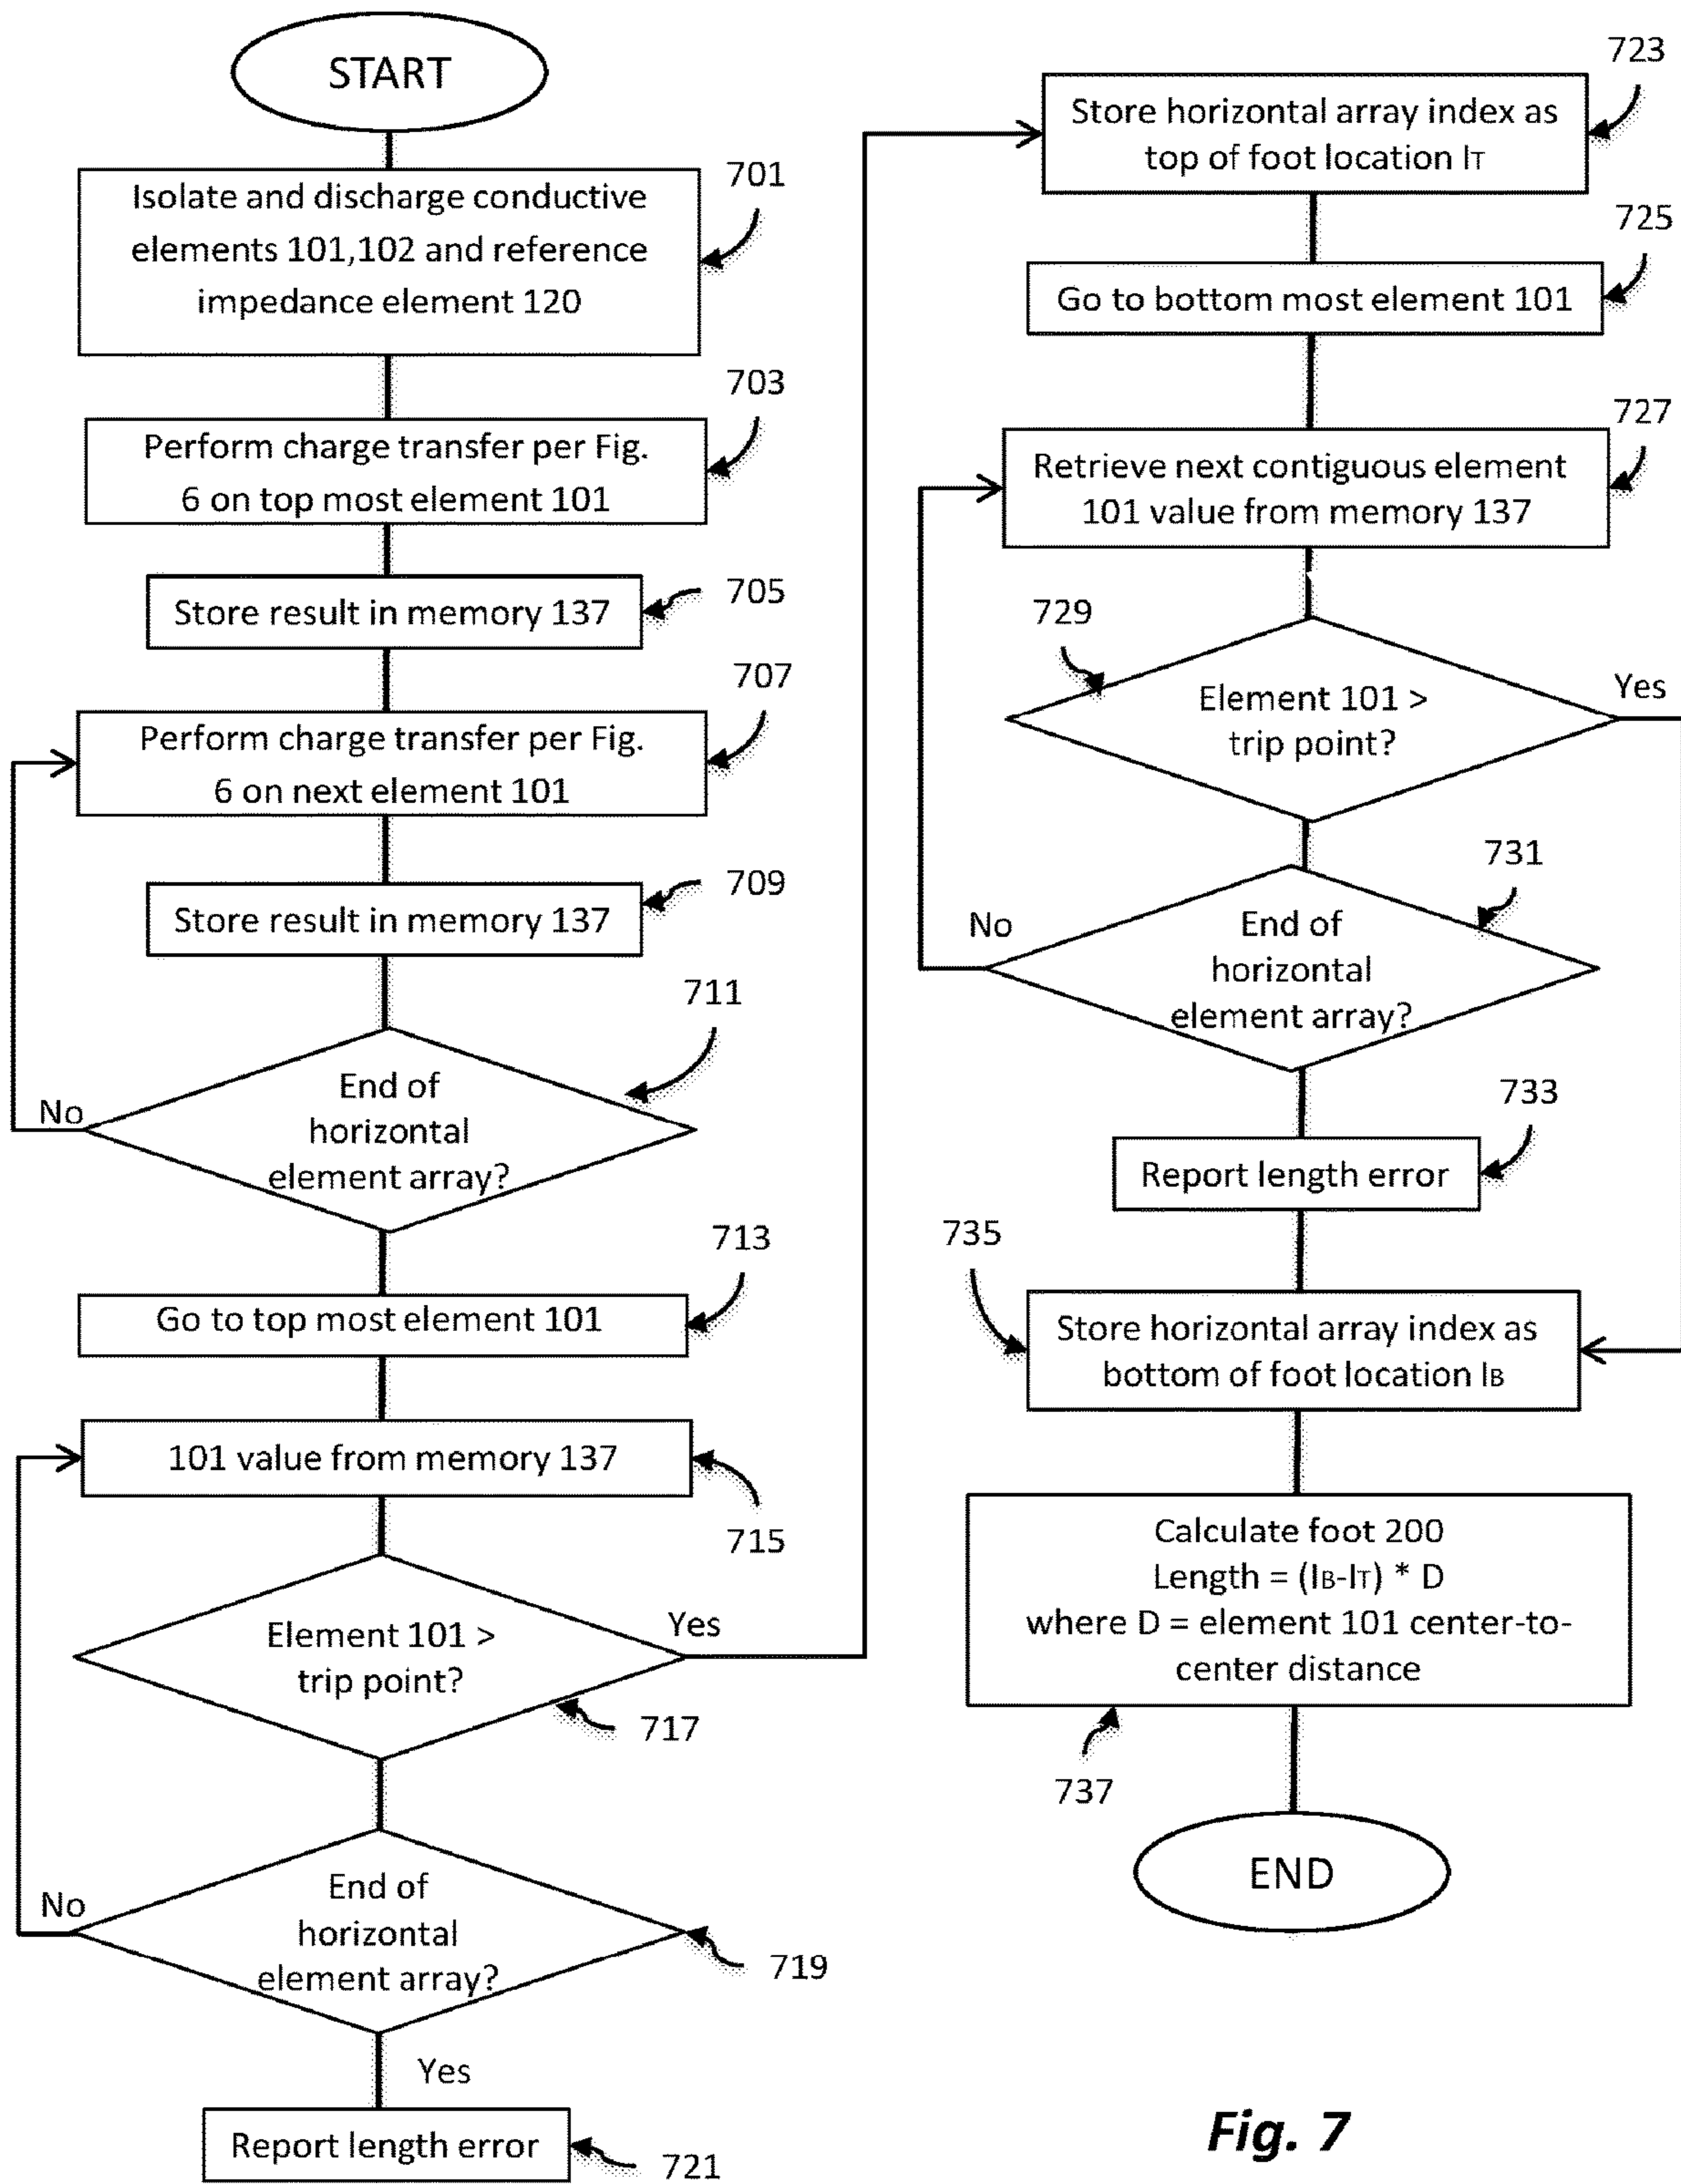 START
701
Isolate and discharge conductive
elements 101,102 and reference
impedance element 120
703
Perform charge transfer per Fig.
6 on top most element 101
705
Store result in memory 137
707
Perform charge transfer per Fig.
6 on next element 101
709
Store result in memory 137
711
End of
horizontal
element array?
No
713
Go to top most element 101
101 value from memory 137
715
Element 101 >
trip point?
Yes
717
End of
horizontal
element array?
No
719
Yes
Report length error
721
723
Store horizontal array index as
top of foot location IT
725
Go to bottom most element 101
727
Retrieve next contiguous element
101 value from memory 137
729
Element 101 >
trip point?
Yes
731
End of
horizontal
element array?
No
733
Report length error
735
Store horizontal array index as
bottom of foot location IB
Calculate foot 200
Length = (IB-IT) * D
where D = element 101 center-to-
center distance
737
END
Fig. 7